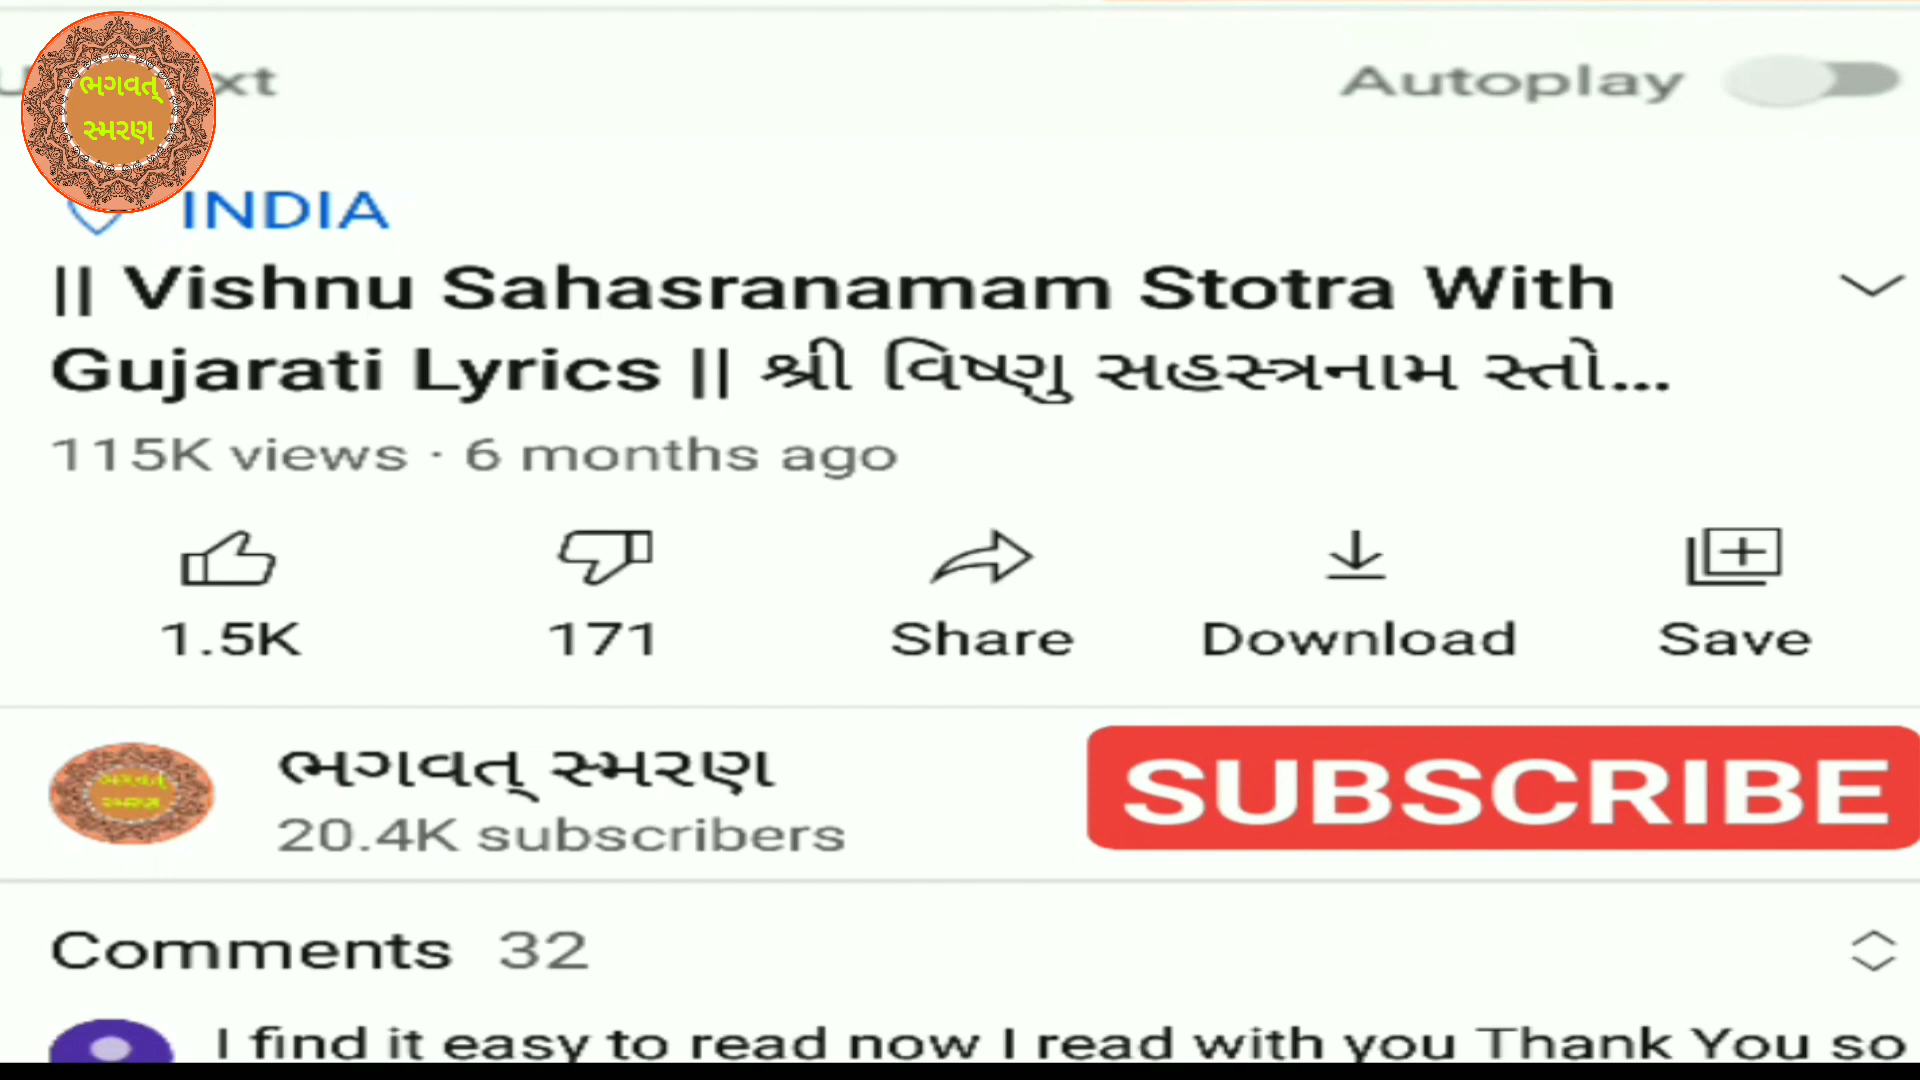 ભગવત્
સ્મરણ
Autoplay
INDIA
|| Vishnu Sahasranamam Stotra With
Gujarati Lyrics || શ્રી વિષ્ણુ સહસ્ત્રનામ સ્તો...
115K views · 6 months ago
1.5K 171 Share Download Save
ભગવત્ સ્મરણ
20.4K subscribers
SUBSCRIBE
Comments 32
I find it easy to read now I read with you Thank You so